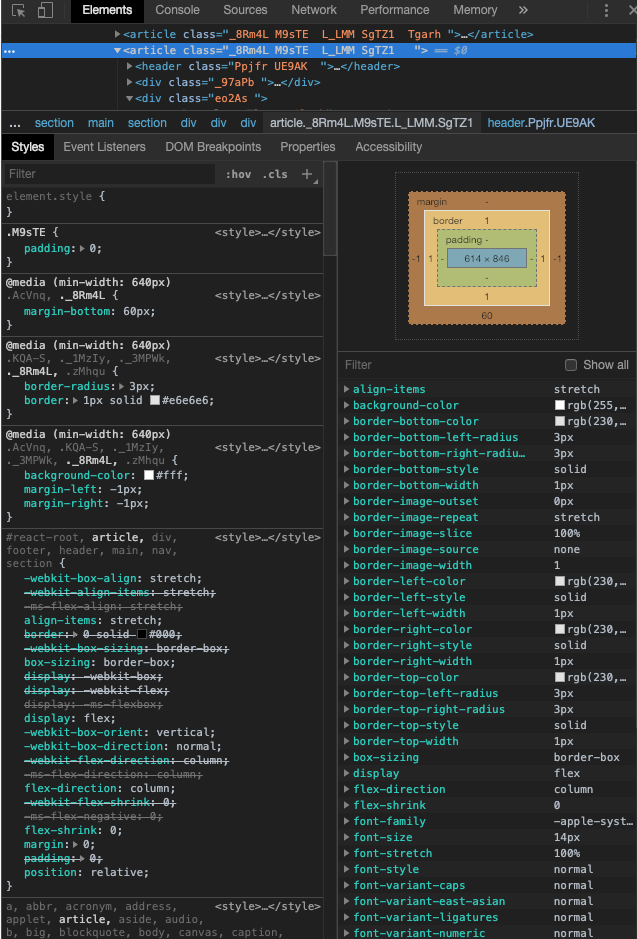 Elements Console Sources Network Performance Memory »
▶<article class="_8Rm4L M9sTE  L_LMM SgTZ1   Tgarh ">…</article>
… ▼<article class="_8Rm4L M9sTE  L_LMM SgTZ1    "> == $0
▶<header class="Ppjfr UE9AK  ">…</header>
▶<div class="_97aPb ">…</div>
▼<div class="eo2As ">
… section main section div div div article._8Rm4L.M9sTE.L_LMM.SgTZ1 header.Ppjfr.UE9AK
Styles Event Listeners DOM Breakpoints Properties Accessibility
Filter :hov .cls +
element.style {
}
.M9sTE { <style>…</style>
padding:▶ 0;
}
@media (min-width: 640px)
.AcVnq, ._8Rm4L { <style>…</style>
margin-bottom: 60px;
}
@media (min-width: 640px)
.KQA-S, ._1MzIy, ._3MPWk, <style>…</style>
._8Rm4L, .zMhqu {
border-radius:▶ 3px;
border:▶ 1px solid #e6e6e6;
}
@media (min-width: 640px)
.AcVnq, .KQA-S, ._1MzIy, <style>…</style>
._3MPWk, ._8Rm4L, .zMhqu {
background-color: #fff;
margin-left: -1px;
margin-right: -1px;
}
#react-root, article, div, <style>…</style>
footer, header, main, nav,
section {
-webkit-box-align: stretch;
-webkit-align-items: stretch;
-ms-flex-align: stretch;
align-items: stretch;
border:▶ 0 solid #000;
-webkit-box-sizing: border-box;
box-sizing: border-box;
display: -webkit-box;
display: -webkit-flex;
display: -ms-flexbox;
display: flex;
-webkit-box-orient: vertical;
-webkit-box-direction: normal;
-webkit-flex-direction: column;
-ms-flex-direction: column;
flex-direction: column;
-webkit-flex-shrink: 0;
-ms-flex-negative: 0;
flex-shrink: 0;
margin:▶ 0;
padding:▶ 0;
position: relative;
}
a, abbr, acronym, address, <style>…</style>
applet, article, aside, audio,
b, big, blockquote, body, canvas, caption,
margin -
border 1
padding -
-1 1 - 614 × 846 - 1 -1
-
1
60
Filter Show all
▶ align-items stretch
▶ background-color rgb(255,…
▶ border-bottom-color rgb(230,…
▶ border-bottom-left-radius 3px
▶ border-bottom-right-radiu… 3px
▶ border-bottom-style solid
▶ border-bottom-width 1px
▶ border-image-outset 0px
▶ border-image-repeat stretch
▶ border-image-slice 100%
▶ border-image-source none
▶ border-image-width 1
▶ border-left-color rgb(230,…
▶ border-left-style solid
▶ border-left-width 1px
▶ border-right-color rgb(230,…
▶ border-right-style solid
▶ border-right-width 1px
▶ border-top-color rgb(230,…
▶ border-top-left-radius 3px
▶ border-top-right-radius 3px
▶ border-top-style solid
▶ border-top-width 1px
▶ box-sizing border-box
▶ display flex
▶ flex-direction column
▶ flex-shrink 0
▶ font-family -apple-syst…
▶ font-size 14px
▶ font-stretch 100%
▶ font-style normal
▶ font-variant-caps normal
▶ font-variant-east-asian normal
▶ font-variant-ligatures normal
▶ font-variant-numeric normal